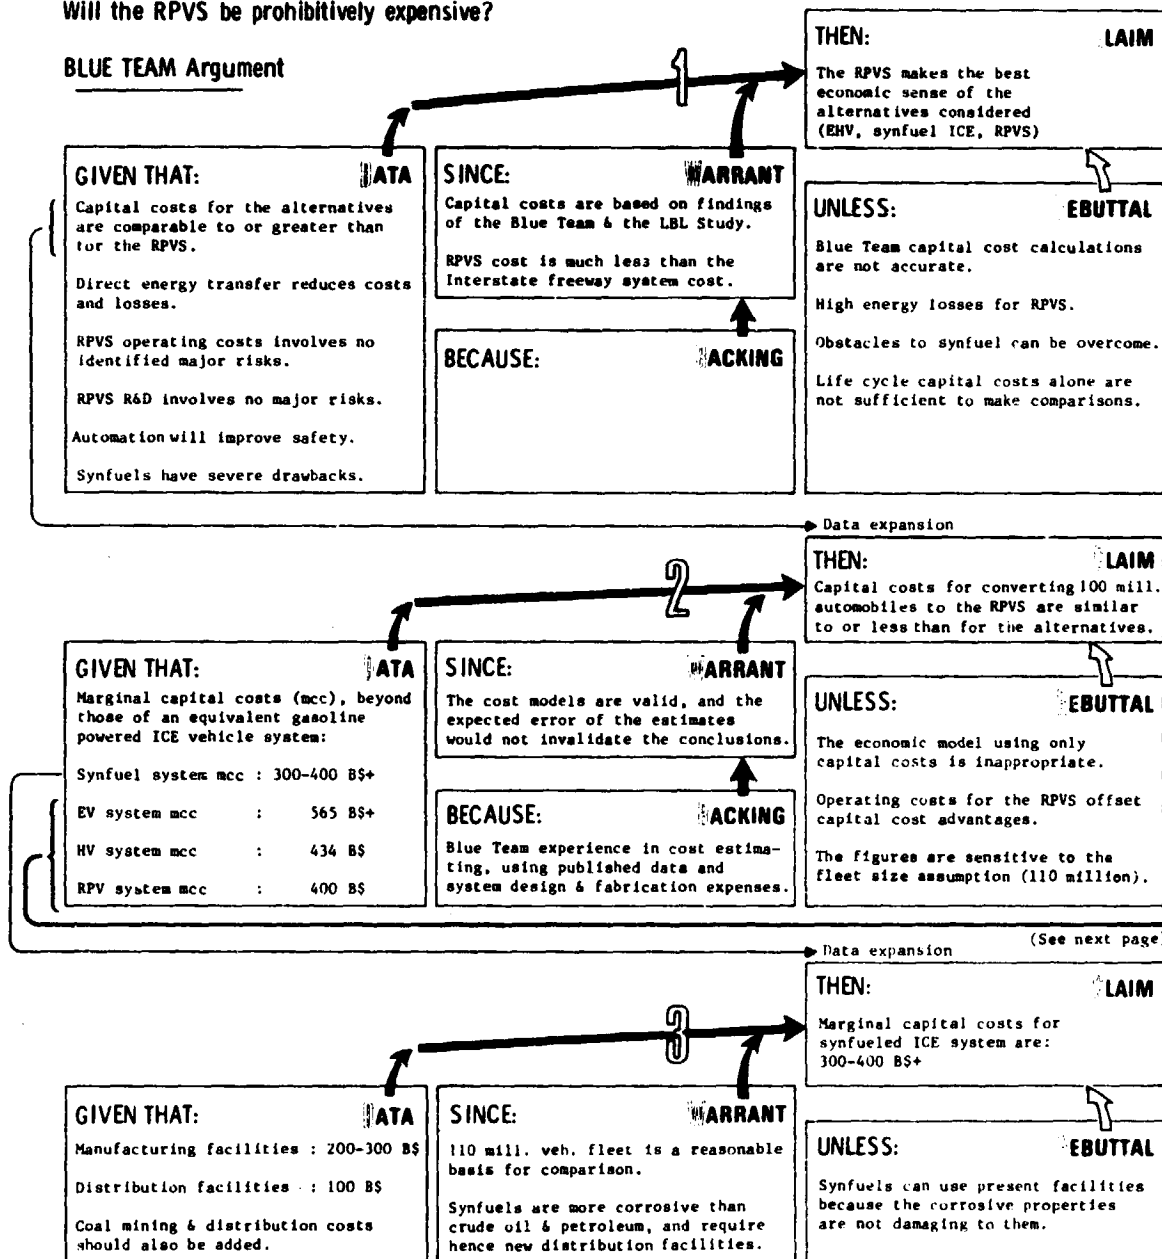 Will the RPVS be prohibitively expensive?
BLUE TEAM Argument
1
THEN: LAIM
The RPVS makes the best
economic sense of the
alternatives considered
(EHV, synfuel ICE, RPVS)
GIVEN THAT: DATA
Capital costs for the alternatives
are comparable to or greater than
for the RPVS.
Direct energy transfer reduces costs
and losses.
RPVS operating costs involves no
identified major risks.
RPVS R&D involves no major risks.
Automation will improve safety.
Synfuels have severe drawbacks.
SINCE: WARRANT
Capital costs are based on findings
of the Blue Team & the LBL Study.
RPVS cost is much less than the
Interstate freeway system cost.
BECAUSE: ACKING
UNLESS: EBUTTAL
Blue Team capital cost calculations
are not accurate.
High energy losses for RPVS.
Obstacles to synfuel can be overcome.
Life cycle capital costs alone are
not sufficient to make comparisons.
Data expansion
2
THEN: LAIM
Capital costs for converting 100 mill.
automobiles to the RPVS are similar
to or less than for the alternatives.
GIVEN THAT: ATA
Marginal capital costs (mcc), beyond
those of an equivalent gasoline
powered ICE vehicle system:
Synfuel system mcc : 300-400 B$+
EV system mcc : 565 B$+
HV system mcc : 434 B$
RPV system mcc : 400 B$
SINCE: WARRANT
The cost models are valid, and the
expected error of the estimates
would not invalidate the conclusions.
BECAUSE: ACKING
Blue Team experience in cost estima-
ting, using published data and
system design & fabrication expenses.
UNLESS: EBUTTAL
The economic model using only
capital costs is inappropriate.
Operating costs for the RPVS offset
capital cost advantages.
The figures are sensitive to the
fleet size assumption (110 million).
(See next page)
Data expansion
3
THEN: LAIM
Marginal capital costs for
synfueled ICE system are:
300-400 B$+
GIVEN THAT: ATA
Manufacturing facilities : 200-300 B$
Distribution facilities : 100 B$
Coal mining & distribution costs
should also be added.
SINCE: WARRANT
110 mill. veh. fleet is a reasonable
basis for comparison.
Synfuels are more corrosive than
crude oil & petroleum, and require
hence new distribution facilities.
UNLESS: EBUTTAL
Synfuels can use present facilities
because the corrosive properties
are not damaging to them.